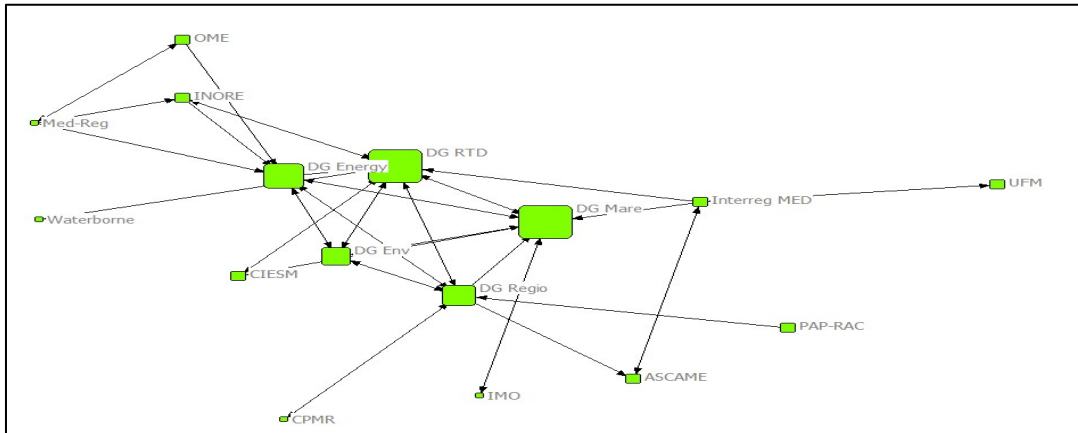 OME
INORE
Med-Reg
DG RTD
DG Energy
UFM
Interreg MED
DG Mare
Waterborne
DG Env
CIESM
DG Regio
PAP-RAC
ASCAME
IMO
CPMR